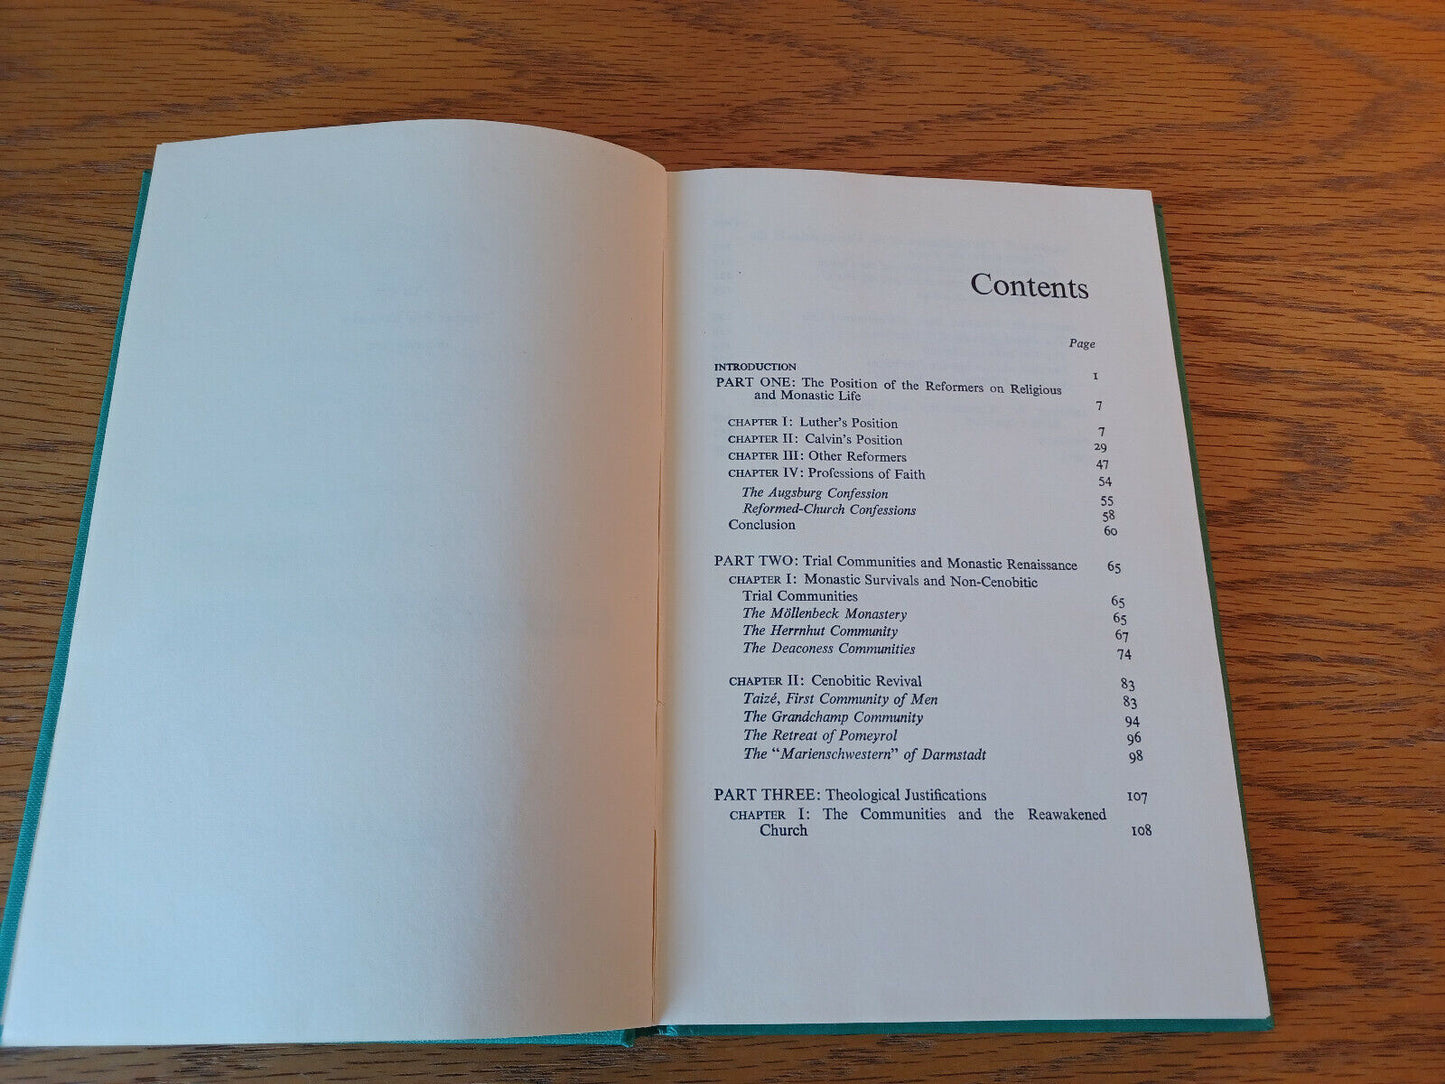 Contents
Page
INTRODUCTION 1
PART ONE: The Position of the Reformers on Religious
and Monastic Life 7
CHAPTER I: Luther's Position 7
CHAPTER II: Calvin's Position 29
CHAPTER III: Other Reformers 47
CHAPTER IV: Professions of Faith 54
The Augsburg Confession 55
Reformed-Church Confessions 58
Conclusion 60
PART TWO: Trial Communities and Monastic Renaissance 65
CHAPTER I: Monastic Survivals and Non-Cenobitic
Trial Communities 65
The Möllenbeck Monastery 65
The Herrnhut Community 67
The Deaconess Communities 74
CHAPTER II: Cenobitic Revival 83
Taizé, First Community of Men 83
The Grandchamp Community 94
The Retreat of Pomeyrol 96
The "Marienschwestern" of Darmstadt 98
PART THREE: Theological Justifications 107
CHAPTER I: The Communities and the Reawakened
Church 108